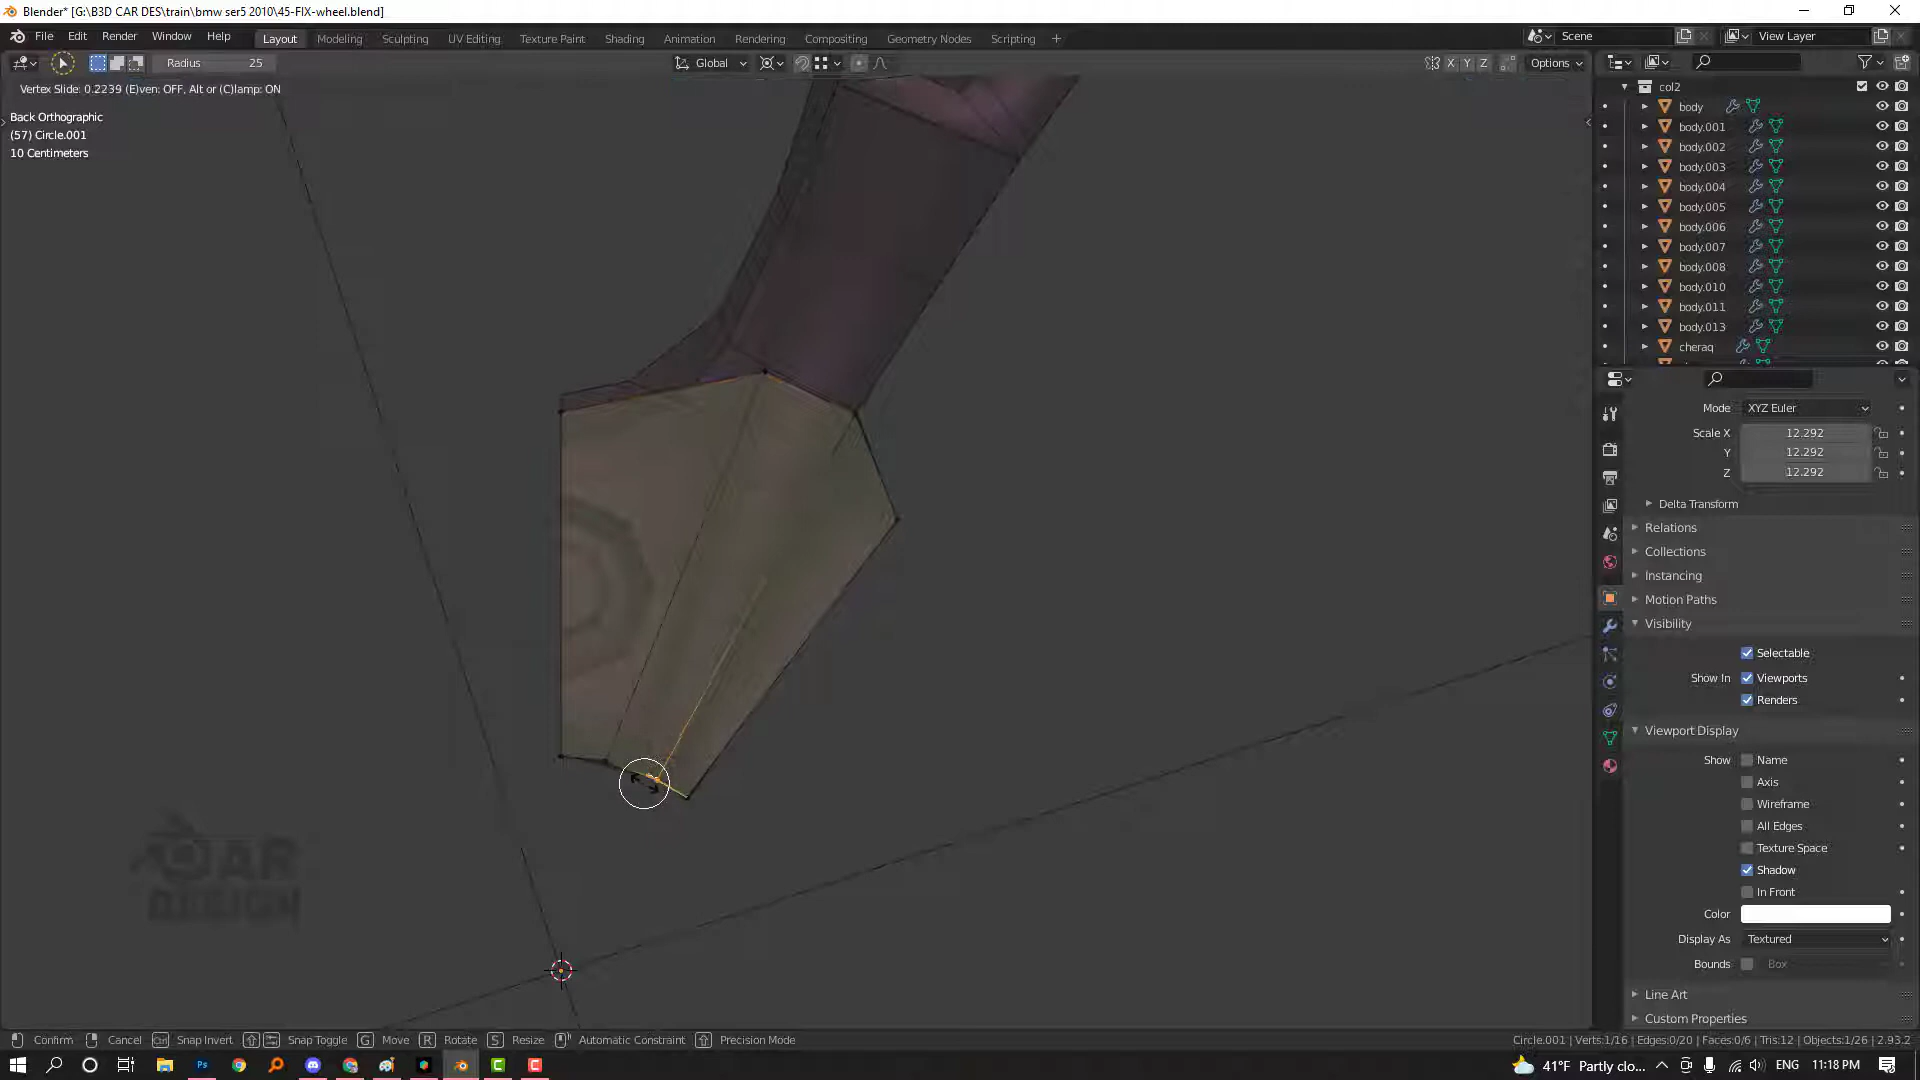 Blender* [G:\B3D CAR DES\train\bmw ser5 2010\45-FIX-wheel.blend]
File Edit Render Window Help Layout Modeling Sculpting UV Editing Texture Paint Shading Animation Rendering Compositing Geometry Nodes Scripting + Scene View Layer
Radius 25 Global X Y Z Options
Vertex Slide: 0.2239 (E)ven: OFF, Alt or (C)lamp: ON
Back Orthographic
(57) Circle.001
10 Centimeters
col2
body
body.001
body.002
body.003
body.004
body.005
body.006
body.007
body.008
body.010
body.011
body.013
cheraq
Mode XYZ Euler
Scale X 12.292
Y 12.292
Z 12.292
Delta Transform
Relations
Collections
Instancing
Motion Paths
Visibility
Selectable
Show In Viewports
Renders
Viewport Display
Show Name
Axis
Wireframe
All Edges
Texture Space
Shadow
In Front
Color
Display As Textured
Bounds Box
Line Art
Custom Properties
AR
DESIGN
Confirm Cancel Ctrl Snap Invert Snap Toggle G Move R Rotate S Resize Automatic Constraint Precision Mode Circle.001 | Verts:1/16 | Edges:0/20 | Faces:0/6 | Tris:12 | Objects:1/26 | 2.93.2
41°F Partly clo... ENG 11:18 PM